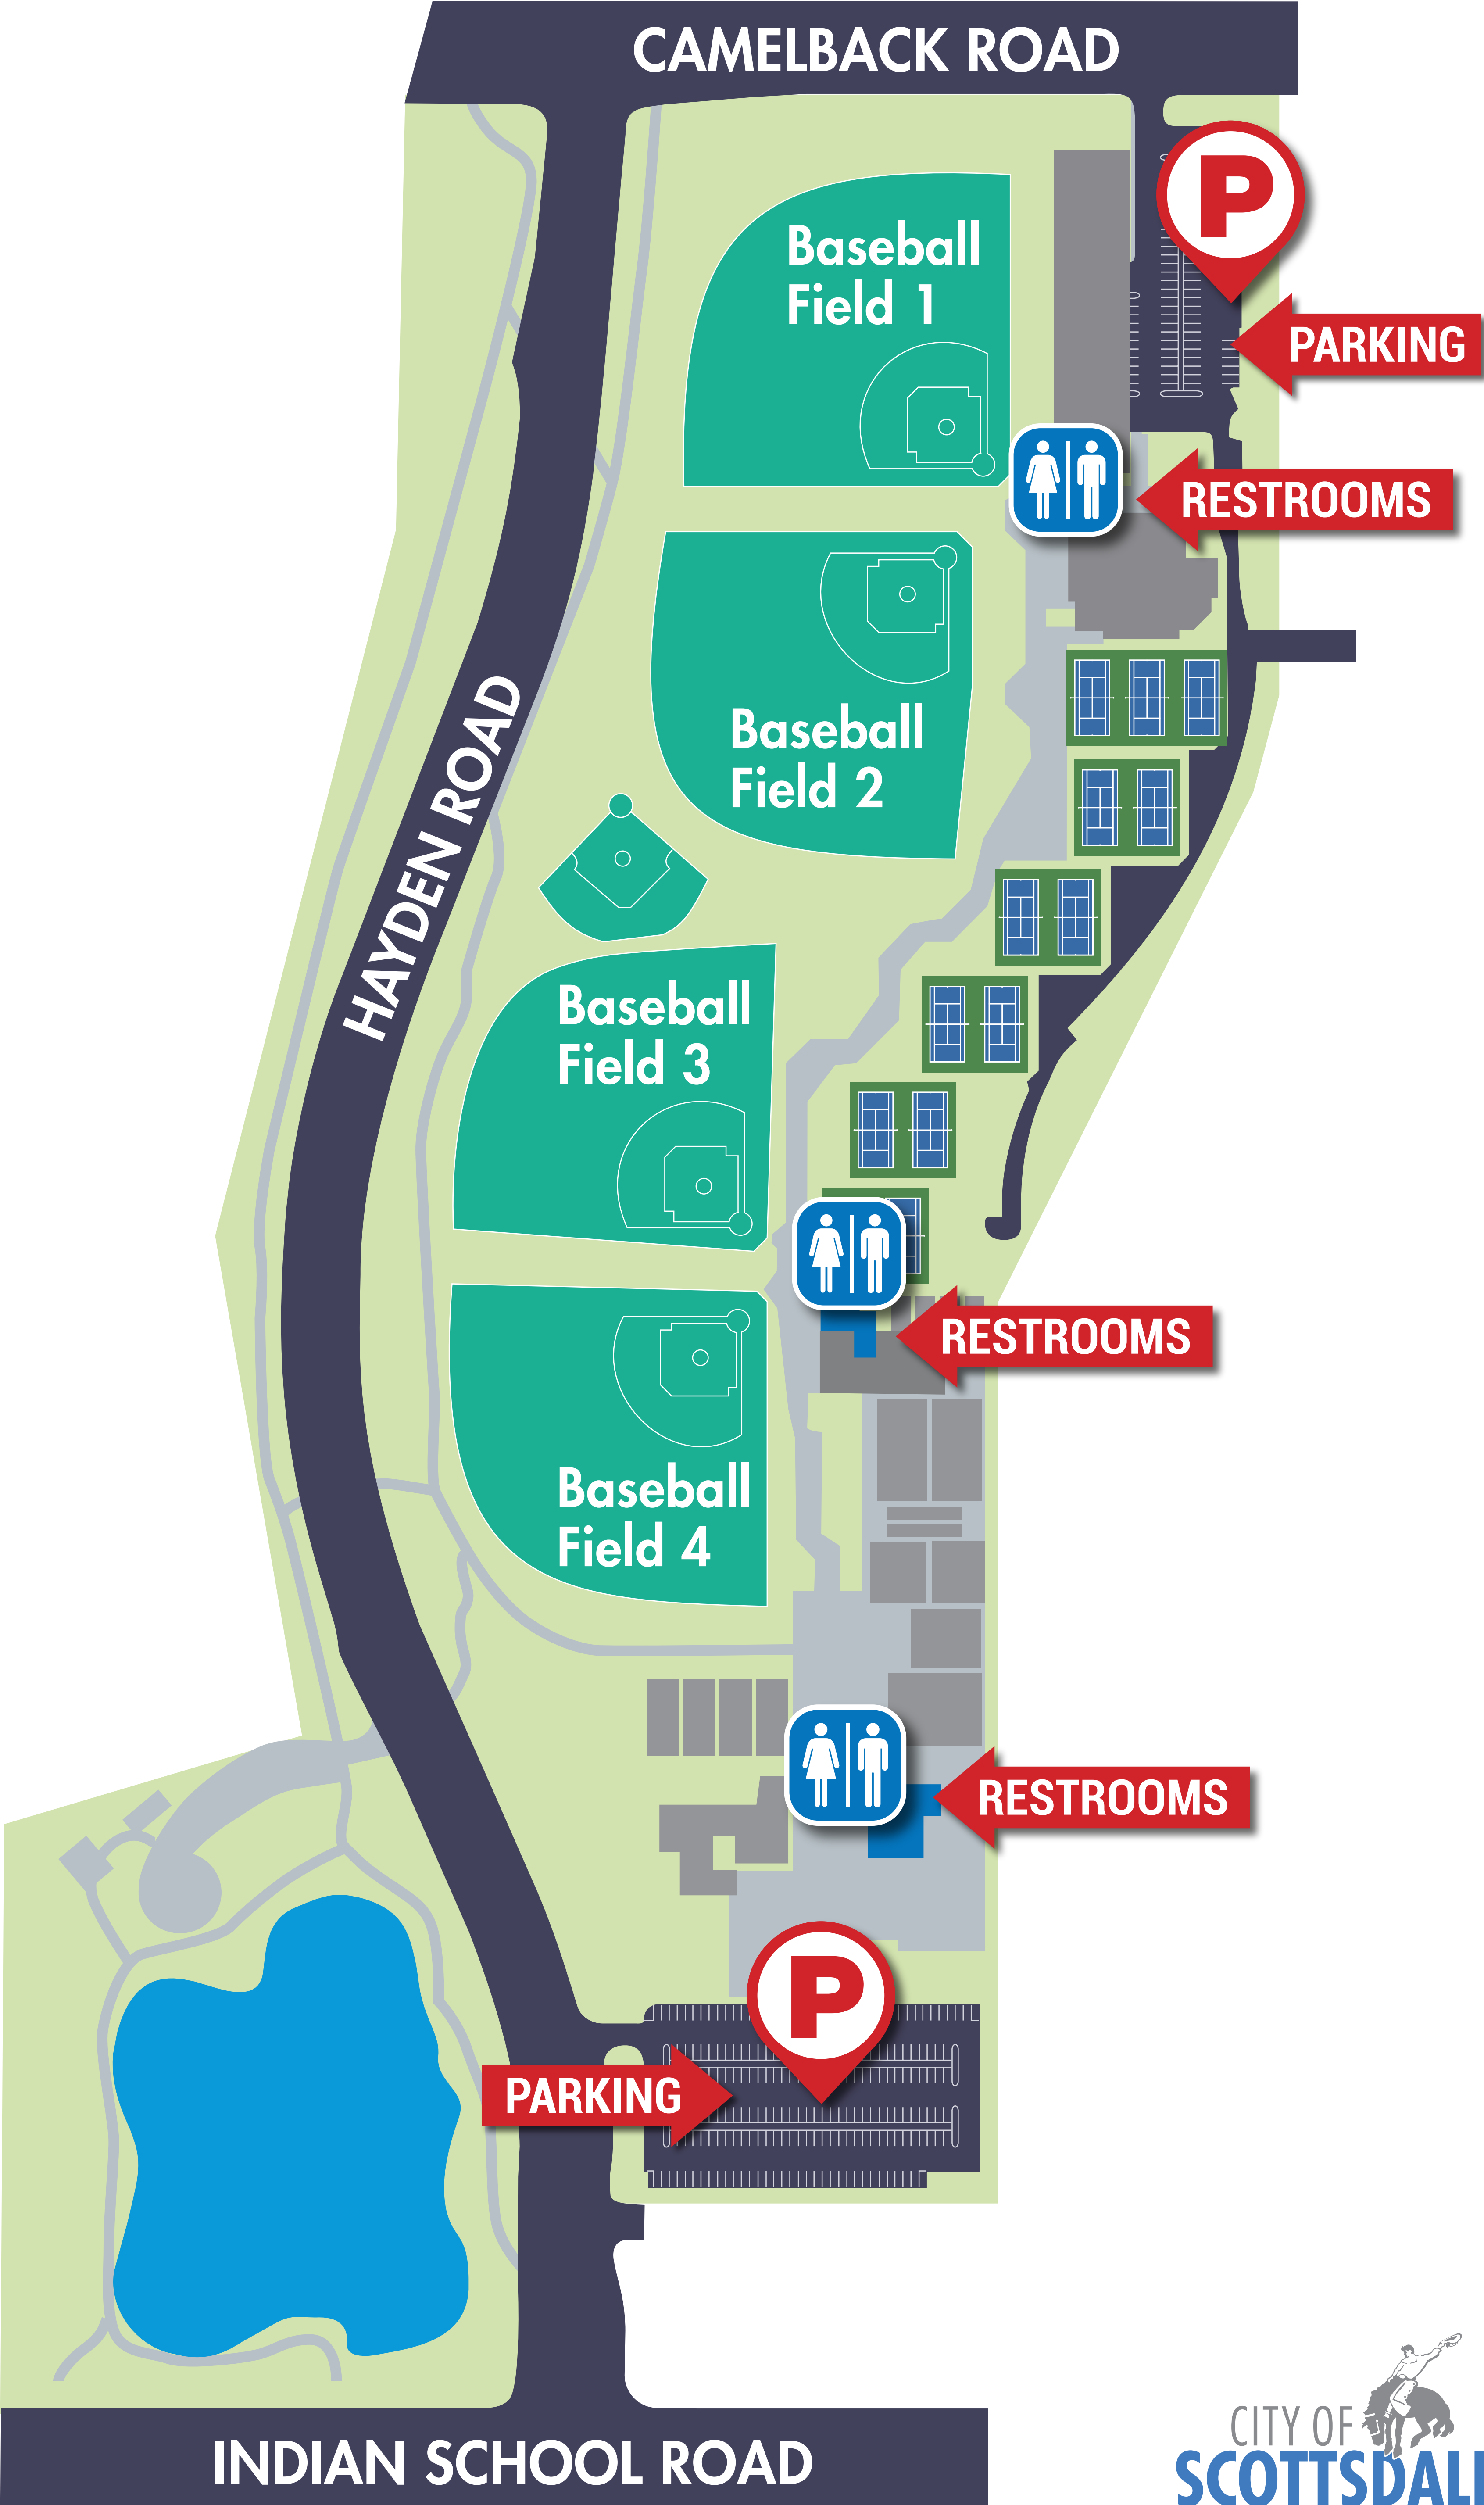 CAMELBACK ROAD
P
Baseball
Field 1
PARKING
RESTROOMS
HAYDEN ROAD
Baseball
Field 2
Baseball
Field 3
RESTROOMS
Baseball
Field 4
RESTROOMS
P
PARKING
CITY OF
INDIAN SCHOOL ROAD